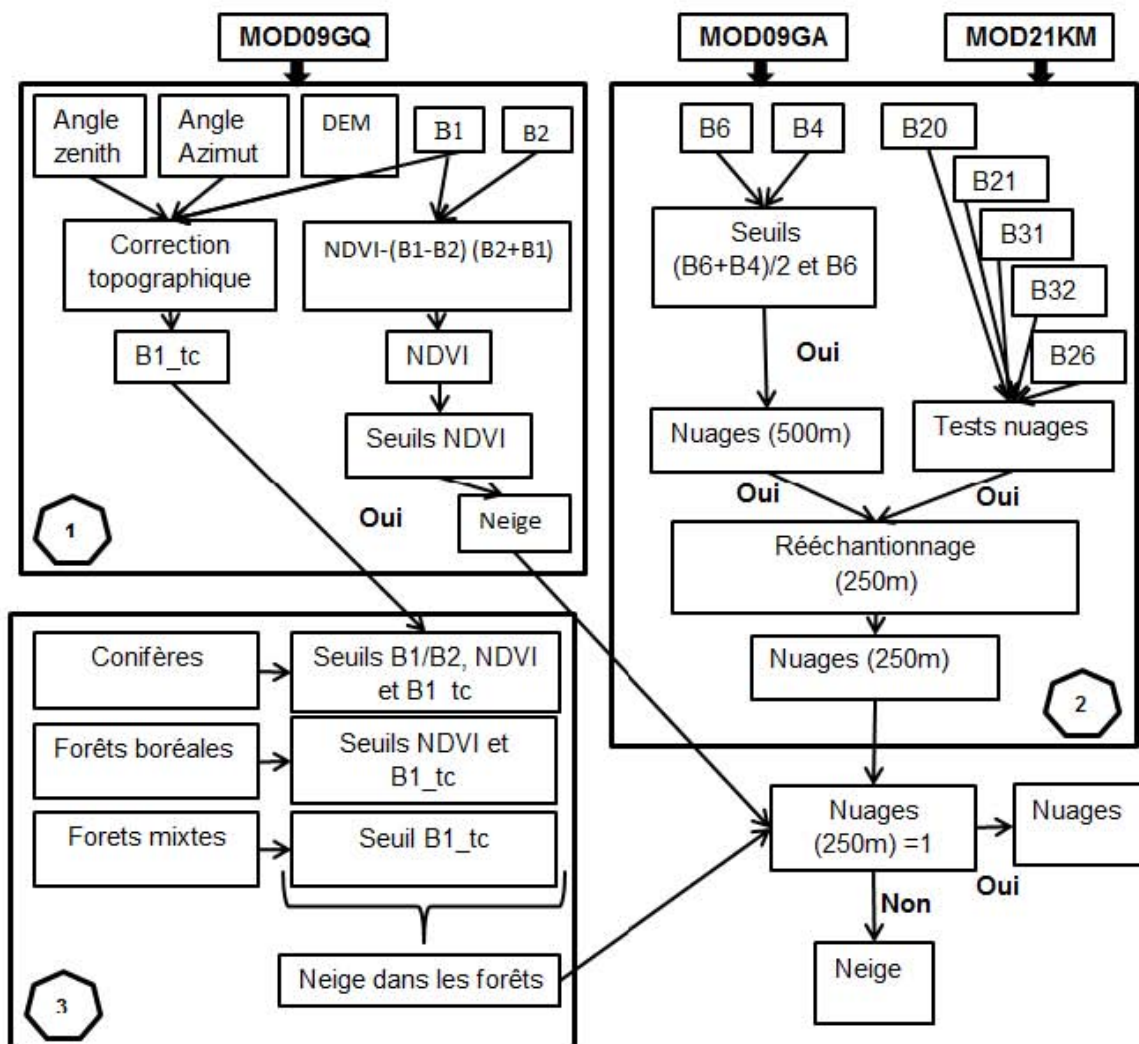 MOD09GQ
MOD09GA
MOD21KM
Angle
zenith
Angle
Azimut
DEM
B1
B2
Correction
topographique
NDVI-(B1-B2) (B2+B1)
B1_tc
NDVI
Seuils NDVI
Oui
Neige
1
B6
B4
B20
B21
B31
B32
B26
Seuils
(B6+B4)/2 et B6
Oui
Nuages (500m)
Tests nuages
Oui
Oui
Rééchantionnage
(250m)
Nuages (250m)
2
Conifères
Seuils B1/B2, NDVI
et B1_tc
Forêts boréales
Seuils NDVI et
B1_tc
Forets mixtes
Seuil B1_tc
Neige dans les forêts
3
Nuages
(250m) =1
Nuages
Oui
Non
Neige